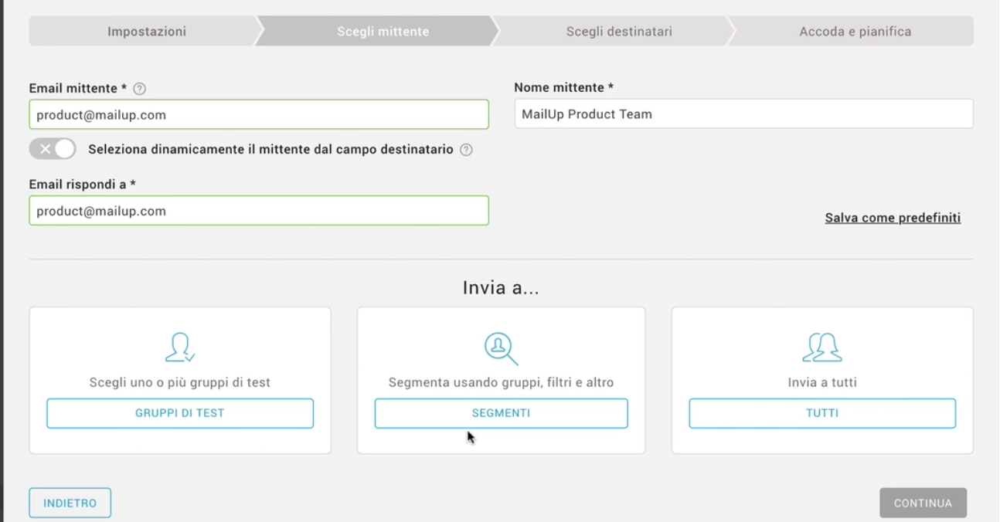 Impostazioni
Scegli mittente
Scegli destinatari
Accoda e pianifica
Email mittente * ?
Nome mittente *
product@mailup.com
MailUp Product Team
Seleziona dinamicamente il mittente dal campo destinatario ?
Email rispondi a *
product@mailup.com
Salva come predefiniti
Invia a...
Scegli uno o più gruppi di test
GRUPPI DI TEST
Segmenta usando gruppi, filtri e altro
SEGMENTI
Invia a tutti
TUTTI
INDIETRO
CONTINUA